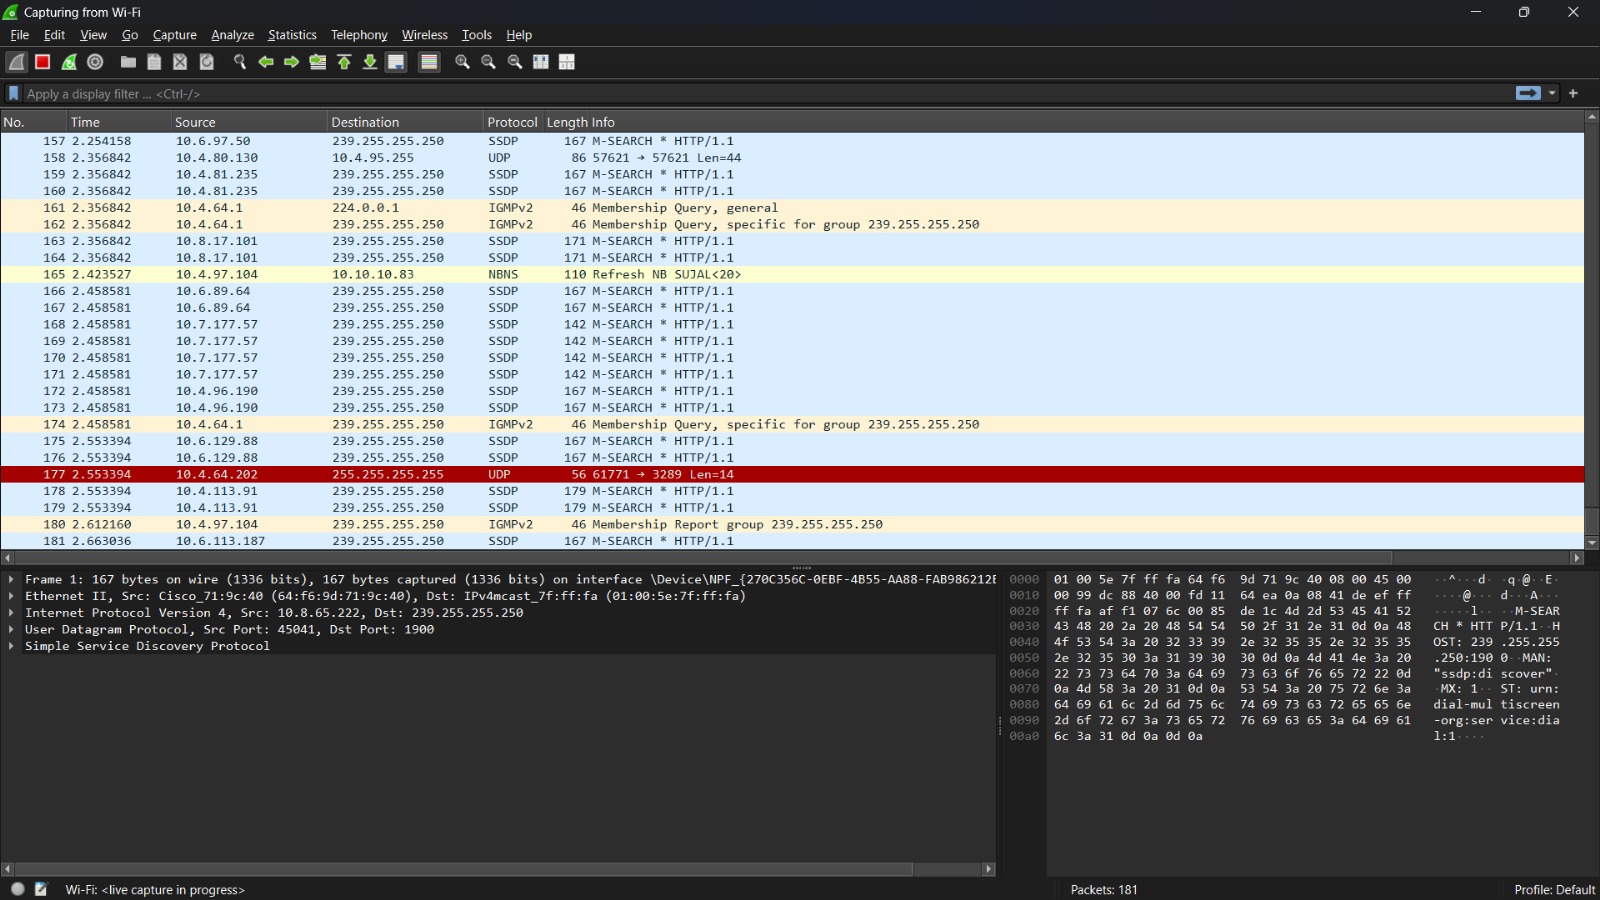 Capturing from Wi-Fi
File Edit View Go Capture Analyze Statistics Telephony Wireless Tools Help
Apply a display filter ... <Ctrl-/>
No. Time Source Destination Protocol Length Info
157 2.254158 10.6.97.50 239.255.255.250 SSDP 167 M-SEARCH * HTTP/1.1
158 2.356842 10.4.80.130 10.4.95.255 UDP 86 57621 → 57621 Len=44
159 2.356842 10.4.81.235 239.255.255.250 SSDP 167 M-SEARCH * HTTP/1.1
160 2.356842 10.4.81.235 239.255.255.250 SSDP 167 M-SEARCH * HTTP/1.1
161 2.356842 10.4.64.1 224.0.0.1 IGMPv2 46 Membership Query, general
162 2.356842 10.4.64.1 239.255.255.250 IGMPv2 46 Membership Query, specific for group 239.255.255.250
163 2.356842 10.8.17.101 239.255.255.250 SSDP 171 M-SEARCH * HTTP/1.1
164 2.356842 10.8.17.101 239.255.255.250 SSDP 171 M-SEARCH * HTTP/1.1
165 2.423527 10.4.97.104 10.10.10.83 NBNS 110 Refresh NB SUJAL<20>
166 2.458581 10.6.89.64 239.255.255.250 SSDP 167 M-SEARCH * HTTP/1.1
167 2.458581 10.6.89.64 239.255.255.250 SSDP 167 M-SEARCH * HTTP/1.1
168 2.458581 10.7.177.57 239.255.255.250 SSDP 142 M-SEARCH * HTTP/1.1
169 2.458581 10.7.177.57 239.255.255.250 SSDP 142 M-SEARCH * HTTP/1.1
170 2.458581 10.7.177.57 239.255.255.250 SSDP 142 M-SEARCH * HTTP/1.1
171 2.458581 10.7.177.57 239.255.255.250 SSDP 142 M-SEARCH * HTTP/1.1
172 2.458581 10.4.96.190 239.255.255.250 SSDP 167 M-SEARCH * HTTP/1.1
173 2.458581 10.4.96.190 239.255.255.250 SSDP 167 M-SEARCH * HTTP/1.1
174 2.458581 10.4.64.1 239.255.255.250 IGMPv2 46 Membership Query, specific for group 239.255.255.250
175 2.553394 10.6.129.88 239.255.255.250 SSDP 167 M-SEARCH * HTTP/1.1
176 2.553394 10.6.129.88 239.255.255.250 SSDP 167 M-SEARCH * HTTP/1.1
177 2.553394 10.4.64.202 255.255.255.255 UDP 56 61771 → 3289 Len=14
178 2.553394 10.4.113.91 239.255.255.250 SSDP 179 M-SEARCH * HTTP/1.1
179 2.553394 10.4.113.91 239.255.255.250 SSDP 179 M-SEARCH * HTTP/1.1
180 2.612160 10.4.97.104 239.255.255.250 IGMPv2 46 Membership Report group 239.255.255.250
181 2.663036 10.6.113.187 239.255.255.250 SSDP 167 M-SEARCH * HTTP/1.1
Frame 1: 167 bytes on wire (1336 bits), 167 bytes captured (1336 bits) on interface \Device\NPF_{270C356C-0EBF-4B55-AA88-FAB986212E
Ethernet II, Src: Cisco_71:9c:40 (64:f6:9d:71:9c:40), Dst: IPv4mcast_7f:ff:fa (01:00:5e:7f:ff:fa)
Internet Protocol Version 4, Src: 10.8.65.222, Dst: 239.255.255.250
User Datagram Protocol, Src Port: 45041, Dst Port: 1900
Simple Service Discovery Protocol
0000 01 00 5e 7f ff fa 64 f6 9d 71 9c 40 08 00 45 00 ··^···d· ·q·@··E·
0010 00 99 dc 88 40 00 fd 11 64 ea 0a 08 41 de ef ff ····@··· d···A···
0020 ff fa af f1 07 6c 00 85 de 1c 4d 2d 53 45 41 52 ·····l·· ··M-SEAR
0030 43 48 20 2a 20 48 54 54 50 2f 31 2e 31 0d 0a 48 CH * HTT P/1.1··H
0040 4f 53 54 3a 20 32 33 39 2e 32 35 35 2e 32 35 35 OST: 239 .255.255
0050 2e 32 35 30 3a 31 39 30 30 0d 0a 4d 41 4e 3a 20 .250:190 0··MAN:
0060 22 73 73 64 70 3a 64 69 73 63 6f 76 65 72 22 0d "ssdp:di scover"·
0070 0a 4d 58 3a 20 31 0d 0a 53 54 3a 20 75 72 6e 3a ·MX: 1·· ST: urn:
0080 64 69 61 6c 2d 6d 75 6c 74 69 73 63 72 65 65 6e dial-mul tiscreen
0090 2d 6f 72 67 3a 73 65 72 76 69 63 65 3a 64 69 61 -org:ser vice:dia
00a0 6c 3a 31 0d 0a 0d 0a l:1····
Wi-Fi: <live capture in progress> Packets: 181 Profile: Default